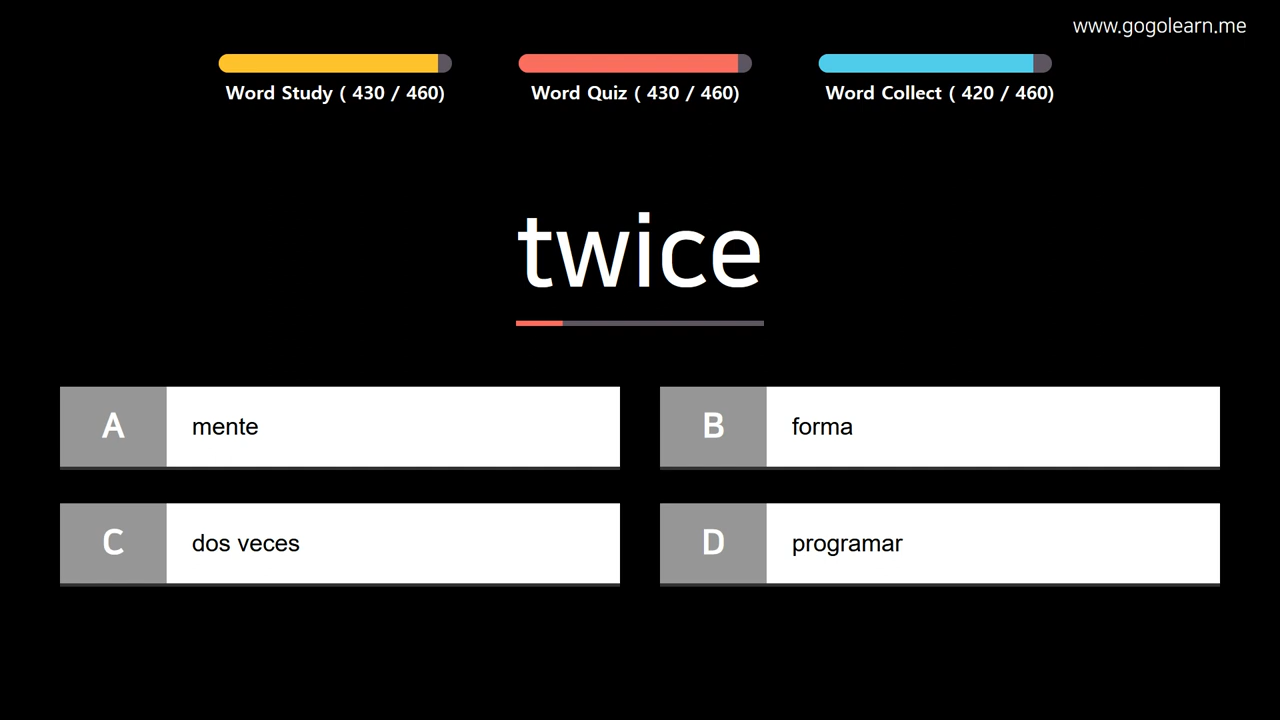 www.gogolearn.me
Word Study ( 430 / 460)
Word Quiz ( 430 / 460)
Word Collect ( 420 / 460)
twice
A
mente
B
forma
C
dos veces
D
programar